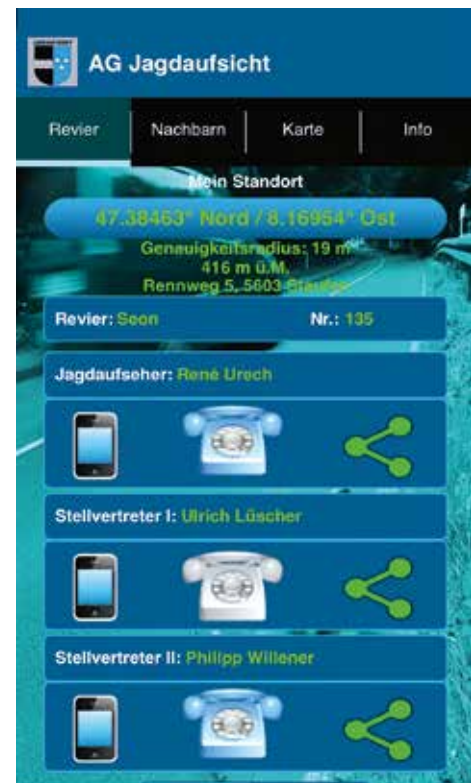 AG Jagdaufsicht
Revier Nachbarn Karte Info
Mein Standort
47.38463° Nord / 8.16954° Ost
Genauigkeitsradius: 19 m
416 m ü.M.
Rennweg 5, 5603 Staufen
Revier: Seon Nr.: 135
Jagdaufseher: René Urech
Stellvertreter I: Ulrich Lüscher
Stellvertreter II: Philipp Willener